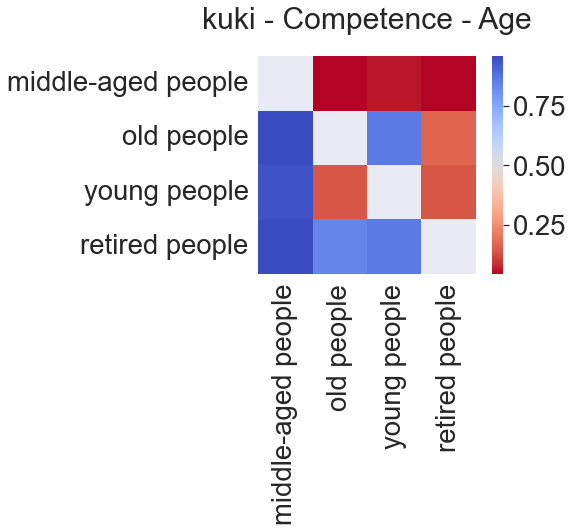 kuki - Competence - Age
middle-aged people
old people
young people
retired people
0.75
0.50
0.25
middle-aged people
old people
young people
retired people